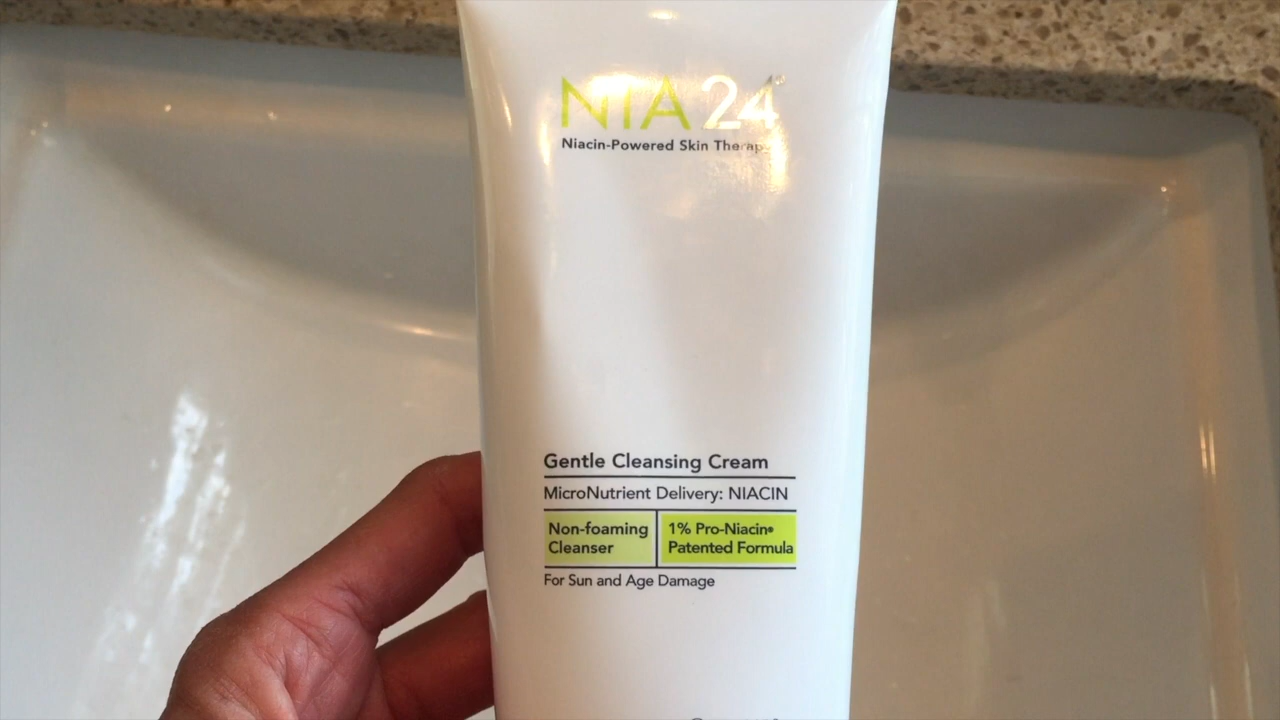 NIA 24®
Niacin-Powered Skin Therapy
Gentle Cleansing Cream
MicroNutrient Delivery: NIACIN
Non-foaming
Cleanser
1% Pro-Niacin®
Patented Formula
For Sun and Age Damage